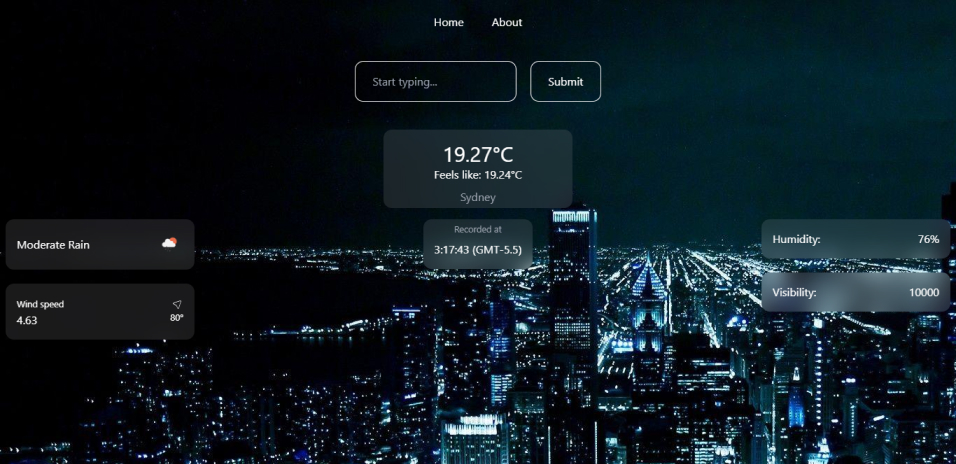 Home About
Start typing...
Submit
19.27°C
Feels like: 19.24°C
Sydney
Moderate Rain
Wind speed
4.63
80°
Recorded at
3:17:43 (GMT-5.5)
Humidity: 76%
Visibility: 10000